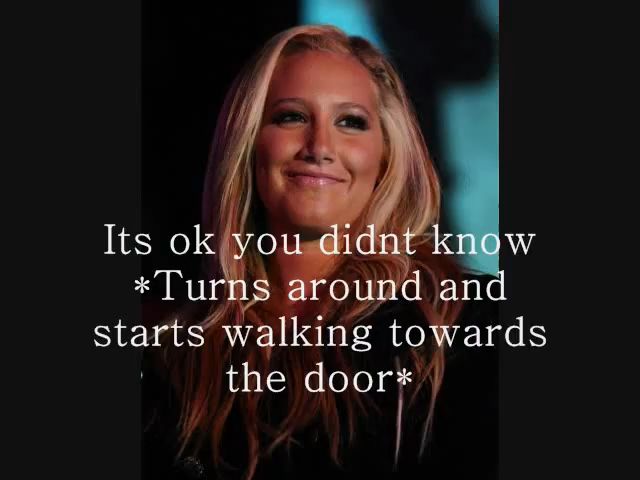 Its ok you didnt know
*Turns around and
starts walking towards
the door*